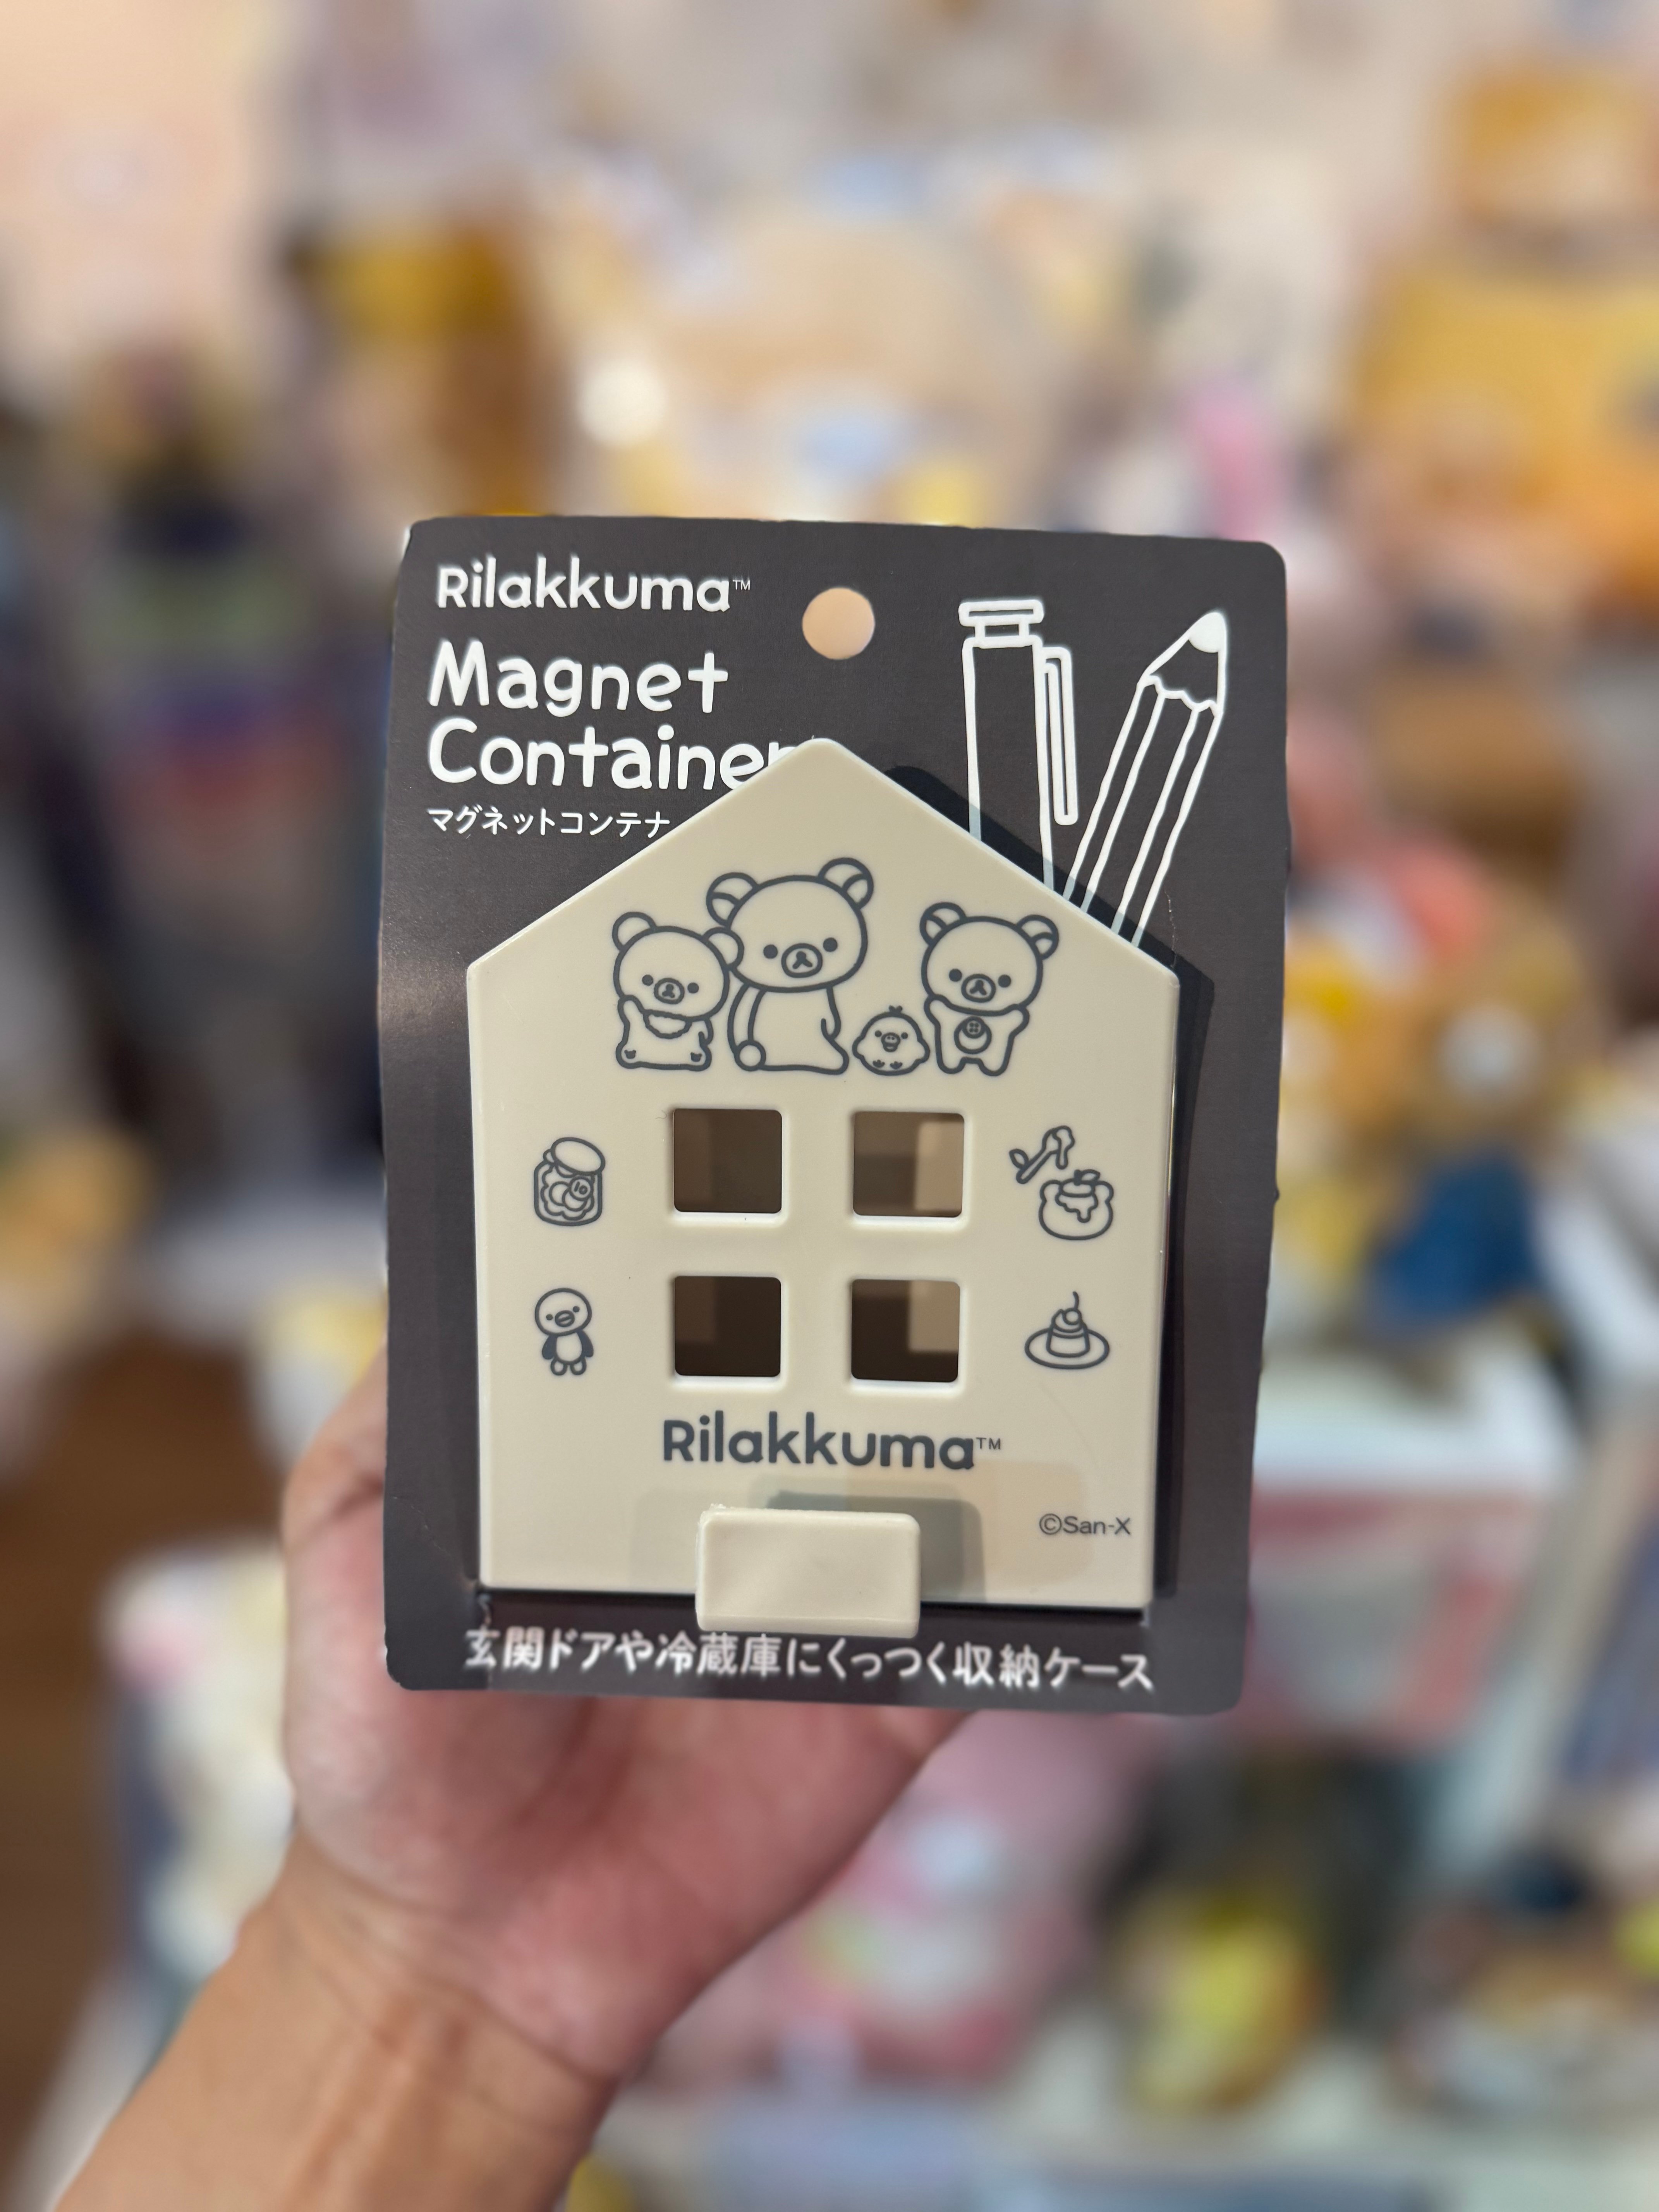 Rilakkuma™
Magnet
Container
マグネットコンテナ
Rilakkuma™
©San-X
玄関ドアや冷蔵庫にくっつく収納ケース